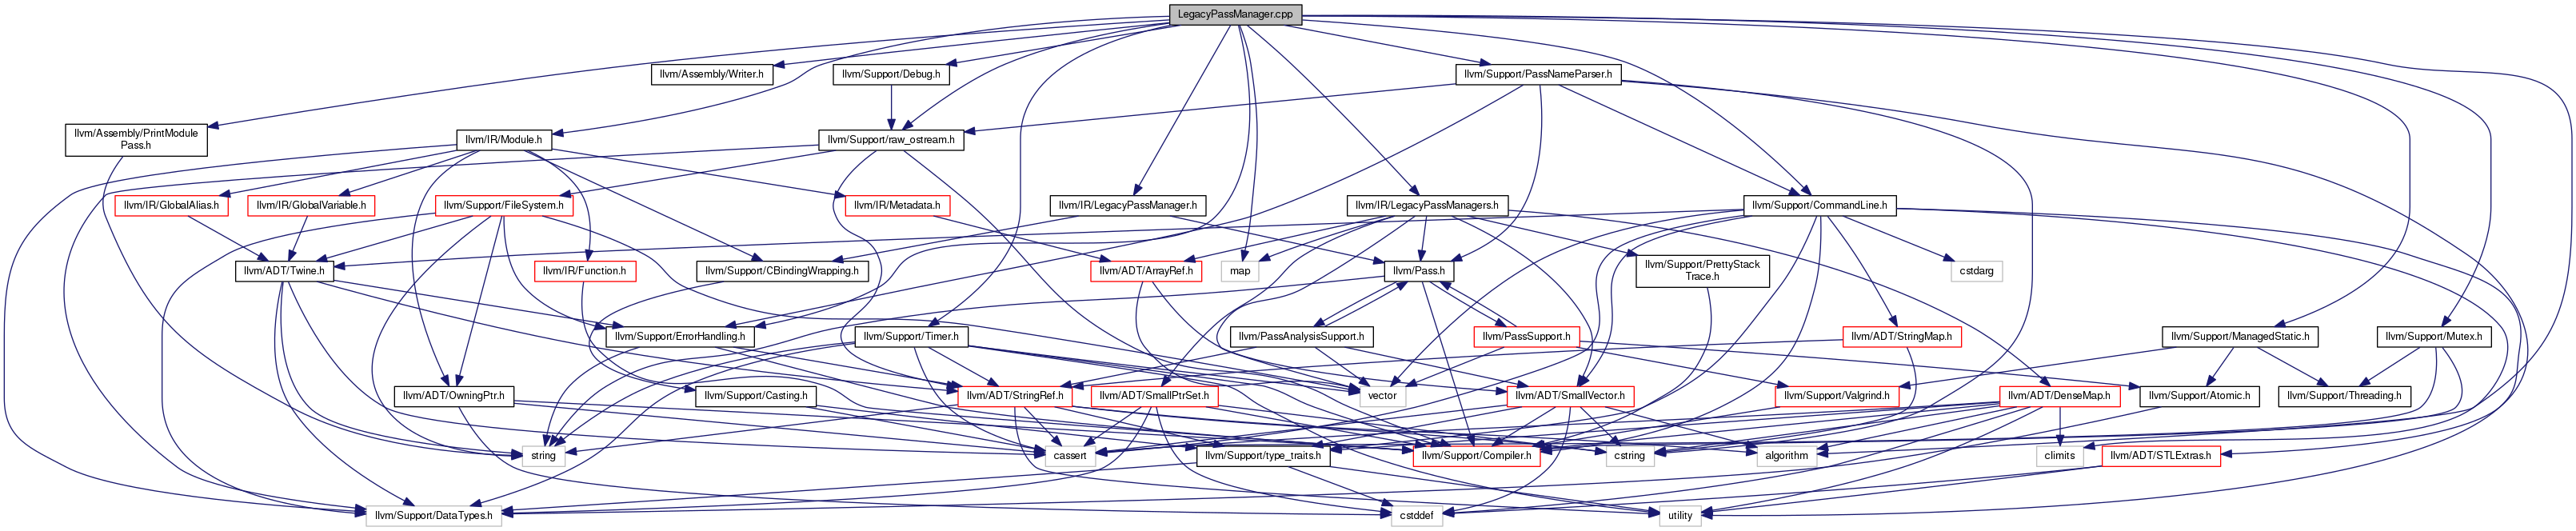 LegacyPassManager.cpp
llvm/Assembly/Writer.h
llvm/Support/Debug.h
llvm/Support/PassNameParser.h
llvm/Assembly/PrintModule
Pass.h
llvm/IR/Module.h
llvm/Support/raw_ostream.h
llvm/IR/GlobalAlias.h
llvm/IR/GlobalVariable.h
llvm/Support/FileSystem.h
llvm/IR/Metadata.h
llvm/IR/LegacyPassManager.h
llvm/IR/LegacyPassManagers.h
llvm/Support/CommandLine.h
llvm/ADT/Twine.h
llvm/IR/Function.h
llvm/Support/CBindingWrapping.h
llvm/ADT/ArrayRef.h
map
llvm/Pass.h
llvm/Support/PrettyStack
Trace.h
cstdarg
llvm/Support/ErrorHandling.h
llvm/Support/Timer.h
llvm/PassAnalysisSupport.h
llvm/PassSupport.h
llvm/ADT/StringMap.h
llvm/Support/ManagedStatic.h
llvm/Support/Mutex.h
llvm/ADT/OwningPtr.h
llvm/Support/Casting.h
llvm/ADT/StringRef.h
llvm/ADT/SmallPtrSet.h
vector
llvm/ADT/SmallVector.h
llvm/Support/Valgrind.h
llvm/ADT/DenseMap.h
llvm/Support/Atomic.h
llvm/Support/Threading.h
string
cassert
llvm/Support/type_traits.h
llvm/Support/Compiler.h
cstring
algorithm
climits
llvm/ADT/STLExtras.h
llvm/Support/DataTypes.h
cstddef
utility